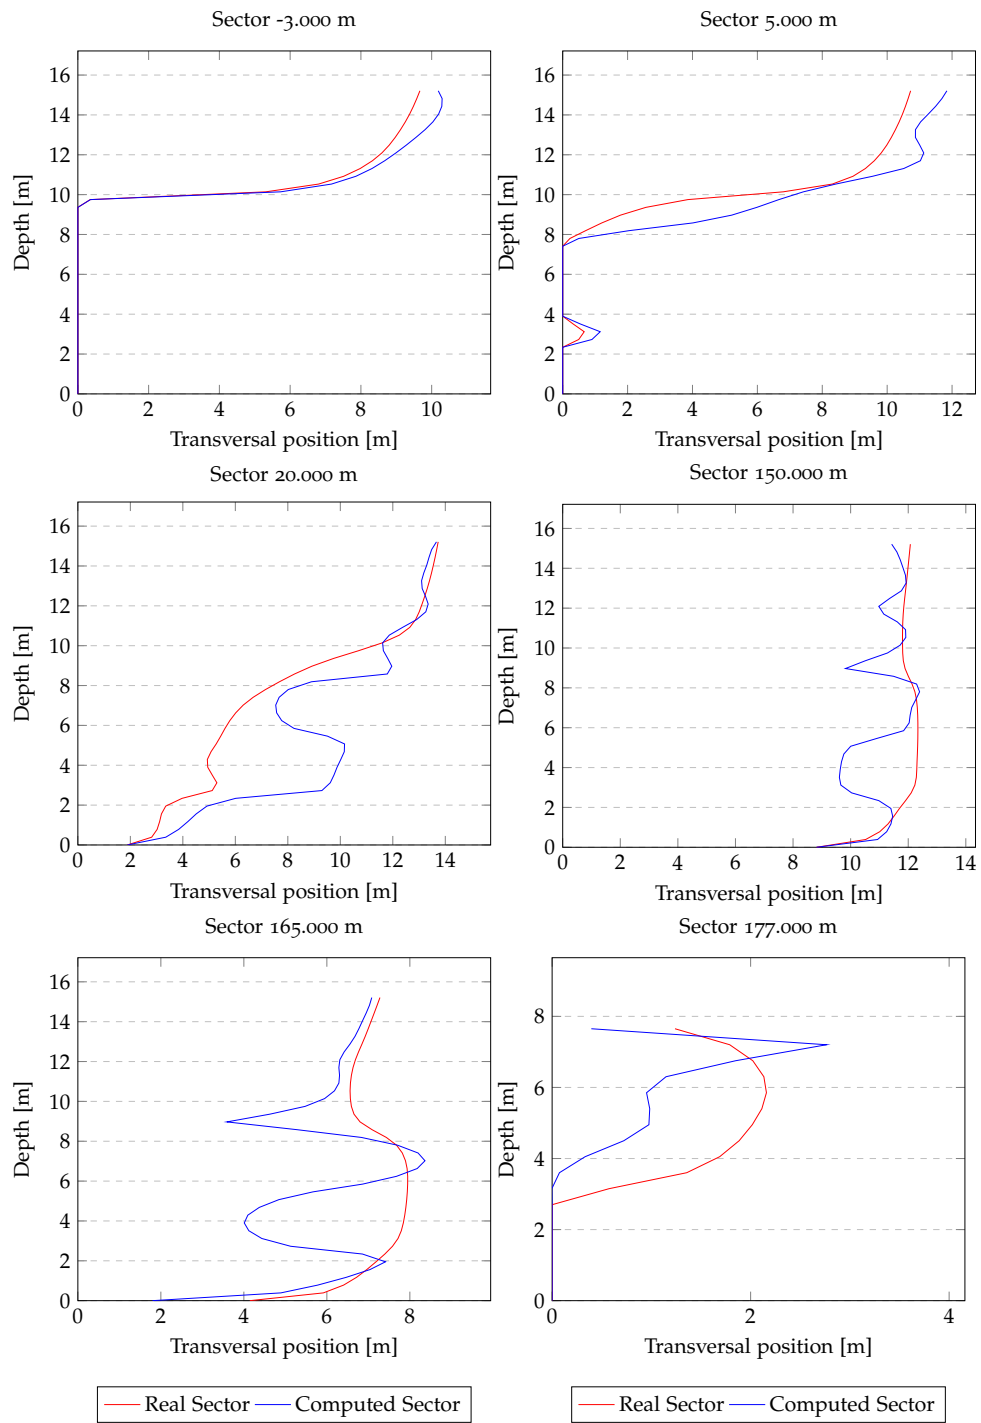 Sector -3.000 m
Sector 5.000 m
16
14
12
10
8
6
4
2
0
0 2 4 6 8 10
Depth [m]
Transversal position [m]
16
14
12
10
8
6
4
2
0
0 2 4 6 8 10 12
Depth [m]
Transversal position [m]
Sector 20.000 m
Sector 150.000 m
16
14
12
10
8
6
4
2
0
0 2 4 6 8 10 12 14
Depth [m]
Transversal position [m]
16
14
12
10
8
6
4
2
0
0 2 4 6 8 10 12 14
Depth [m]
Transversal position [m]
Sector 165.000 m
Sector 177.000 m
16
14
12
10
8
6
4
2
0
0 2 4 6 8
Depth [m]
Transversal position [m]
8
6
4
2
0
0 2 4
Depth [m]
Transversal position [m]
Real Sector Computed Sector
Real Sector Computed Sector